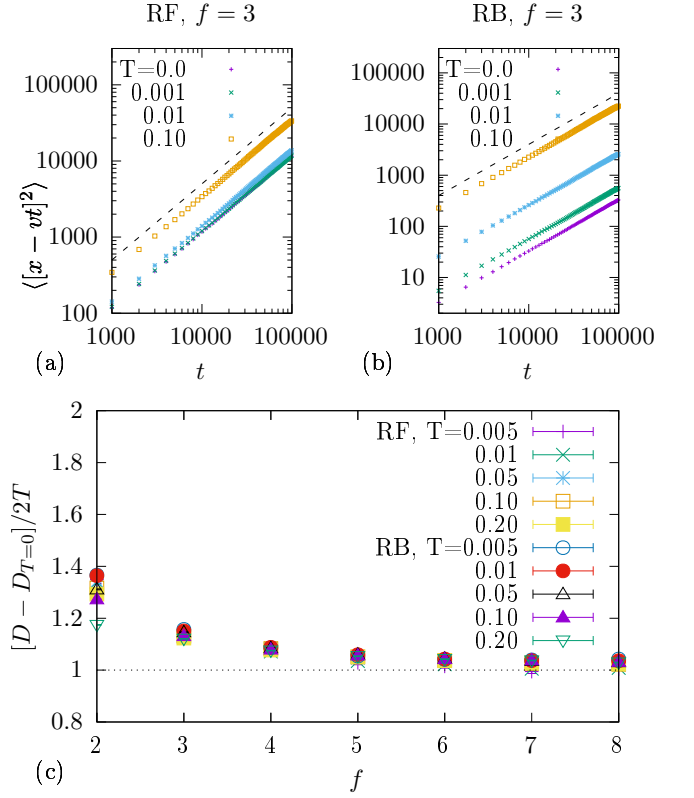 RF, f = 3
RB, f = 3
⟨[x − vt]²⟩
100000
10000
1000
100
T=0.0
0.001
0.01
0.10
1000
10000
100000
(a)
t
100000
10000
1000
100
10
T=0.0
0.001
0.01
0.10
1000
10000
100000
(b)
t
[D − D_{T=0}]/2T
2
1.8
1.6
1.4
1.2
1
0.8
RF, T=0.005
0.01
0.05
0.10
0.20
RB, T=0.005
0.01
0.05
0.10
0.20
2 3 4 5 6 7 8
(c)
f